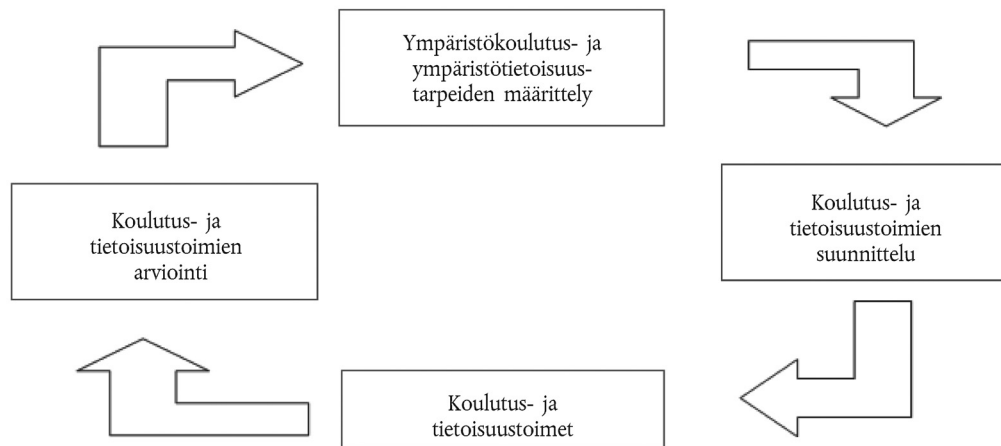 Ympäristökoulutus- ja
ympäristötietoisuus-
tarpeiden määrittely
Koulutus- ja
tietoisuustoimien
arviointi
Koulutus- ja
tietoisuustoimien
suunnittelu
Koulutus- ja
tietoisuustoimet